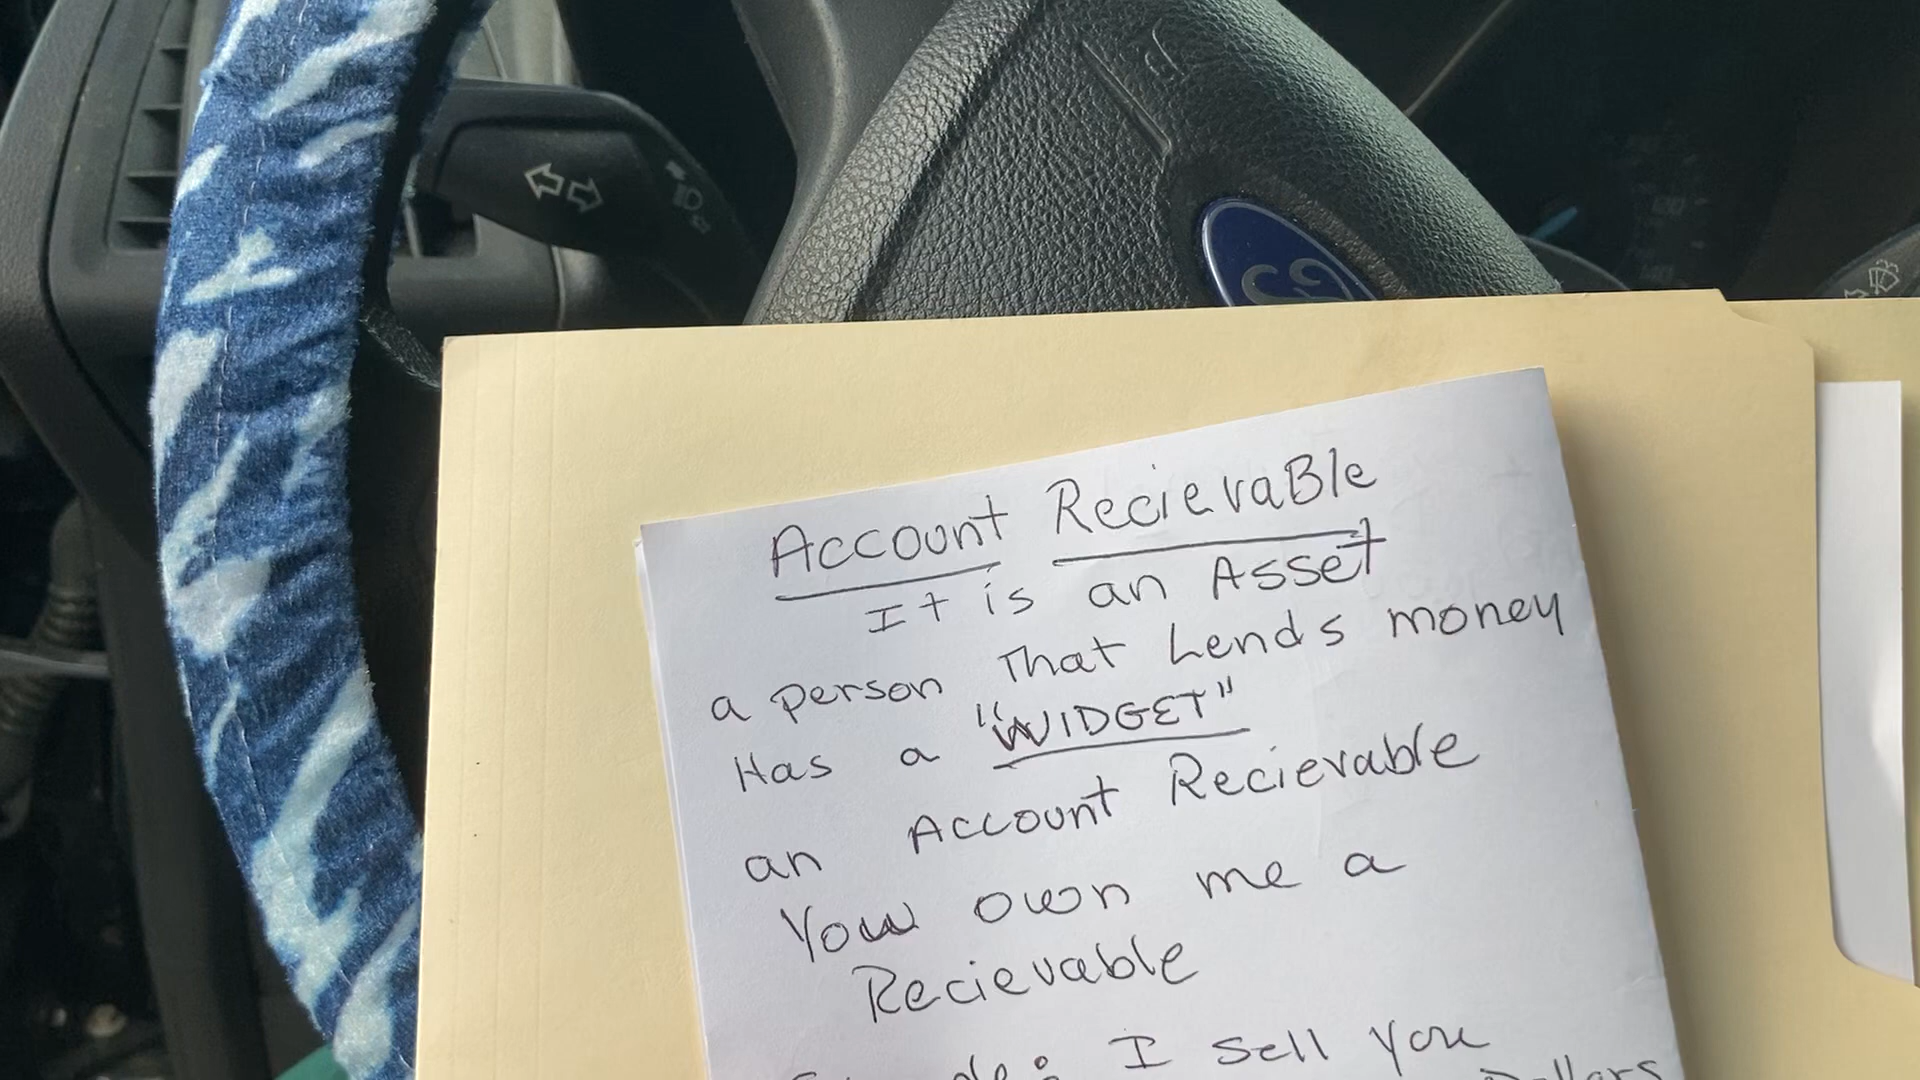 Account RecievaBle
It is an Asset
a person That Lends money
Has a "WIDGET"
an Account Recievable
You own me a
Recievable
I sell you